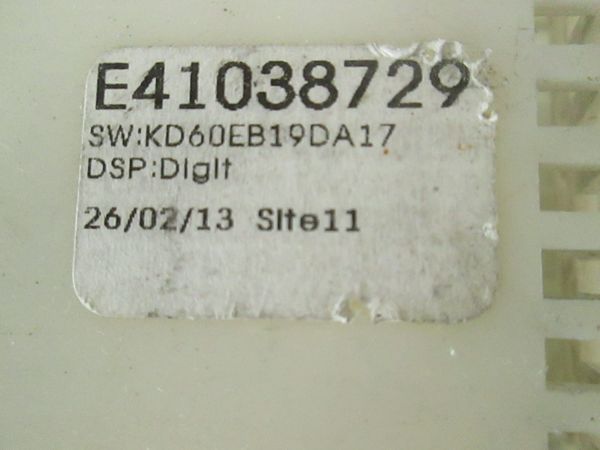 E41038729
SW:KD60EB19DA17
DSP:Digit
26/02/13 Site11